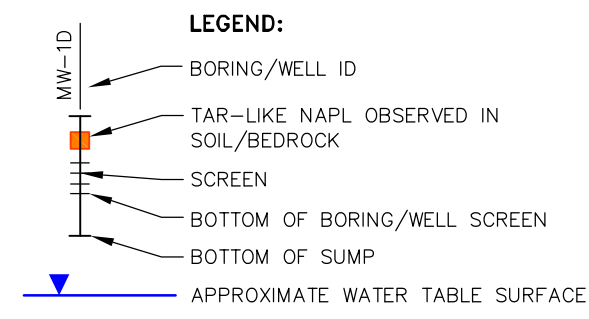 LEGEND:
MW-1D
BORING/WELL ID
TAR-LIKE NAPL OBSERVED IN
SOIL/BEDROCK
SCREEN
BOTTOM OF BORING/WELL SCREEN
BOTTOM OF SUMP
APPROXIMATE WATER TABLE SURFACE